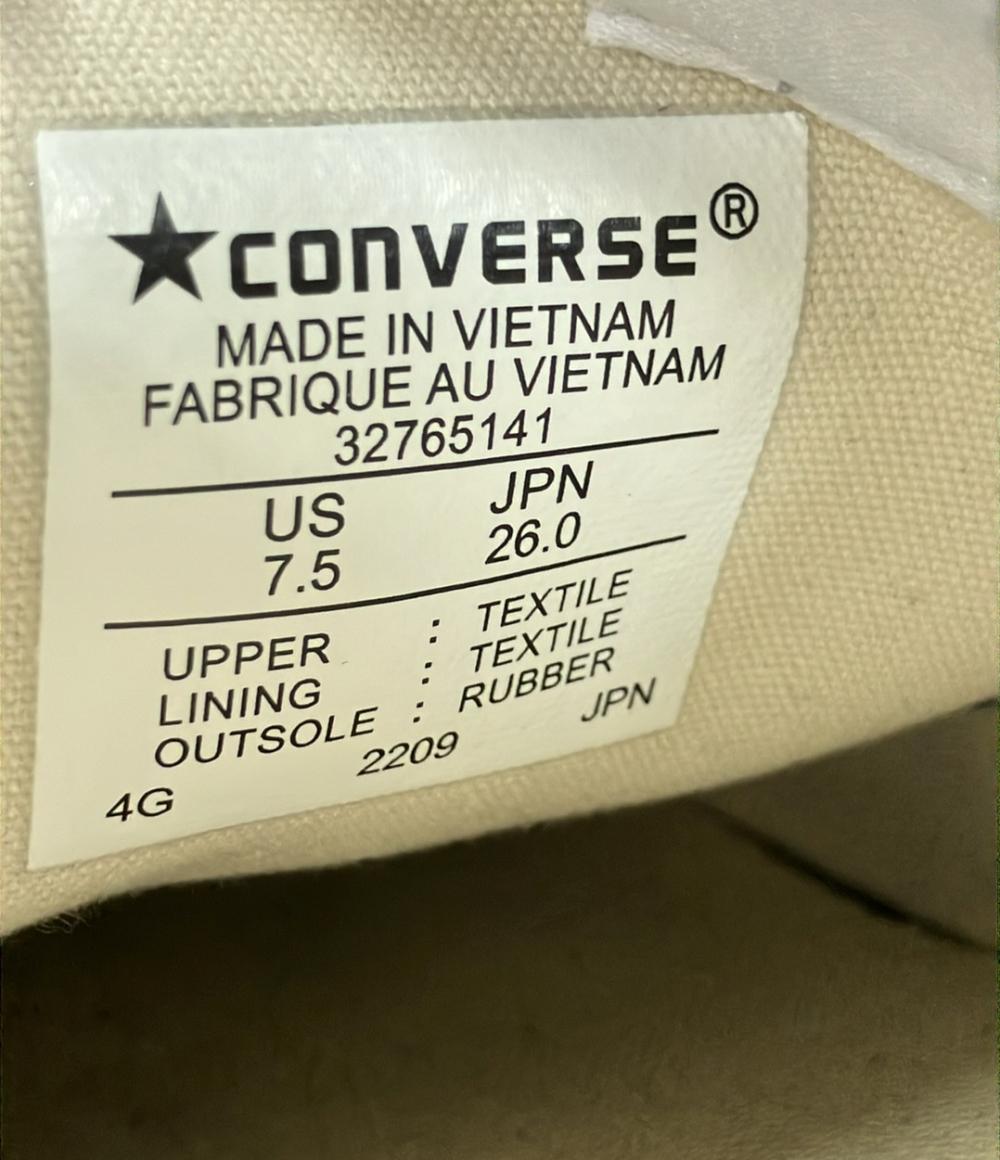 ★CONVERSE®
MADE IN VIETNAM
FABRIQUE AU VIETNAM
32765141
US JPN
7.5 26.0
UPPER : TEXTILE
LINING : TEXTILE
OUTSOLE : RUBBER
4G 2209 JPN